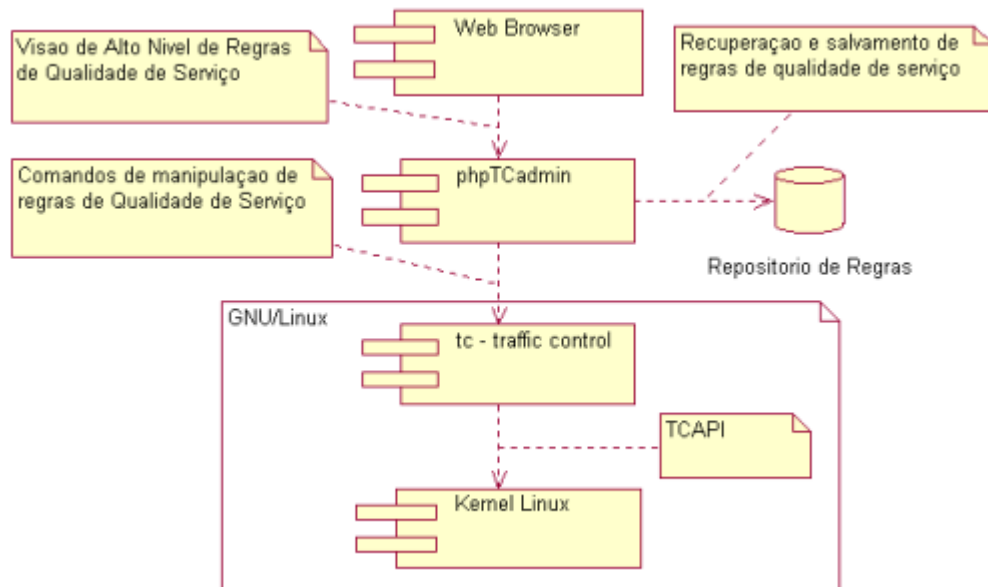 Visao de Alto Nivel de Regras
de Qualidade de Serviço
Web Browser
Recuperaçao e salvamento de
regras de qualidade de serviço
Comandos de manipulaçao de
regras de Qualidade de Serviço
phpTCadmin
Repositorio de Regras
GNU/Linux
tc - traffic control
TCAPI
Kernel Linux